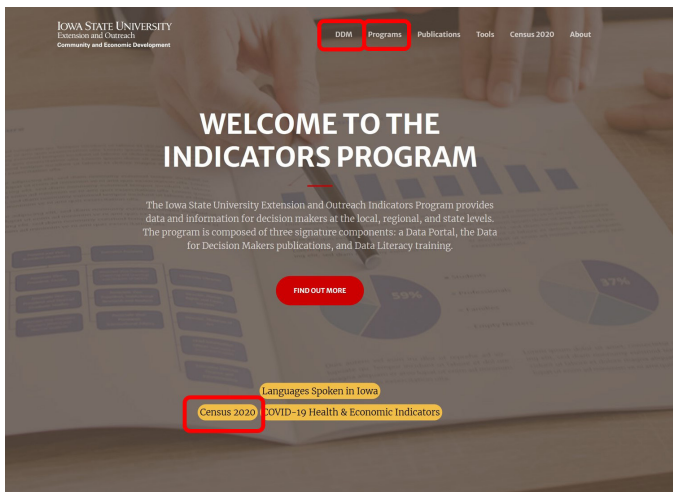 IOWA STATE UNIVERSITY
Extension and Outreach
Community and Economic Development
DDM Programs Publications Tools Census 2020 About
WELCOME TO THE
INDICATORS PROGRAM
The Iowa State University Extension and Outreach Indicators Program provides
data and information for decision makers at the local, regional, and state levels.
The program is composed of three signature components: a Data Portal, the Data
for Decision Makers publications, and Data Literacy training.
FIND OUT MORE
59%
37%
Languages Spoken in Iowa
Census 2020 COVID-19 Health & Economic Indicators